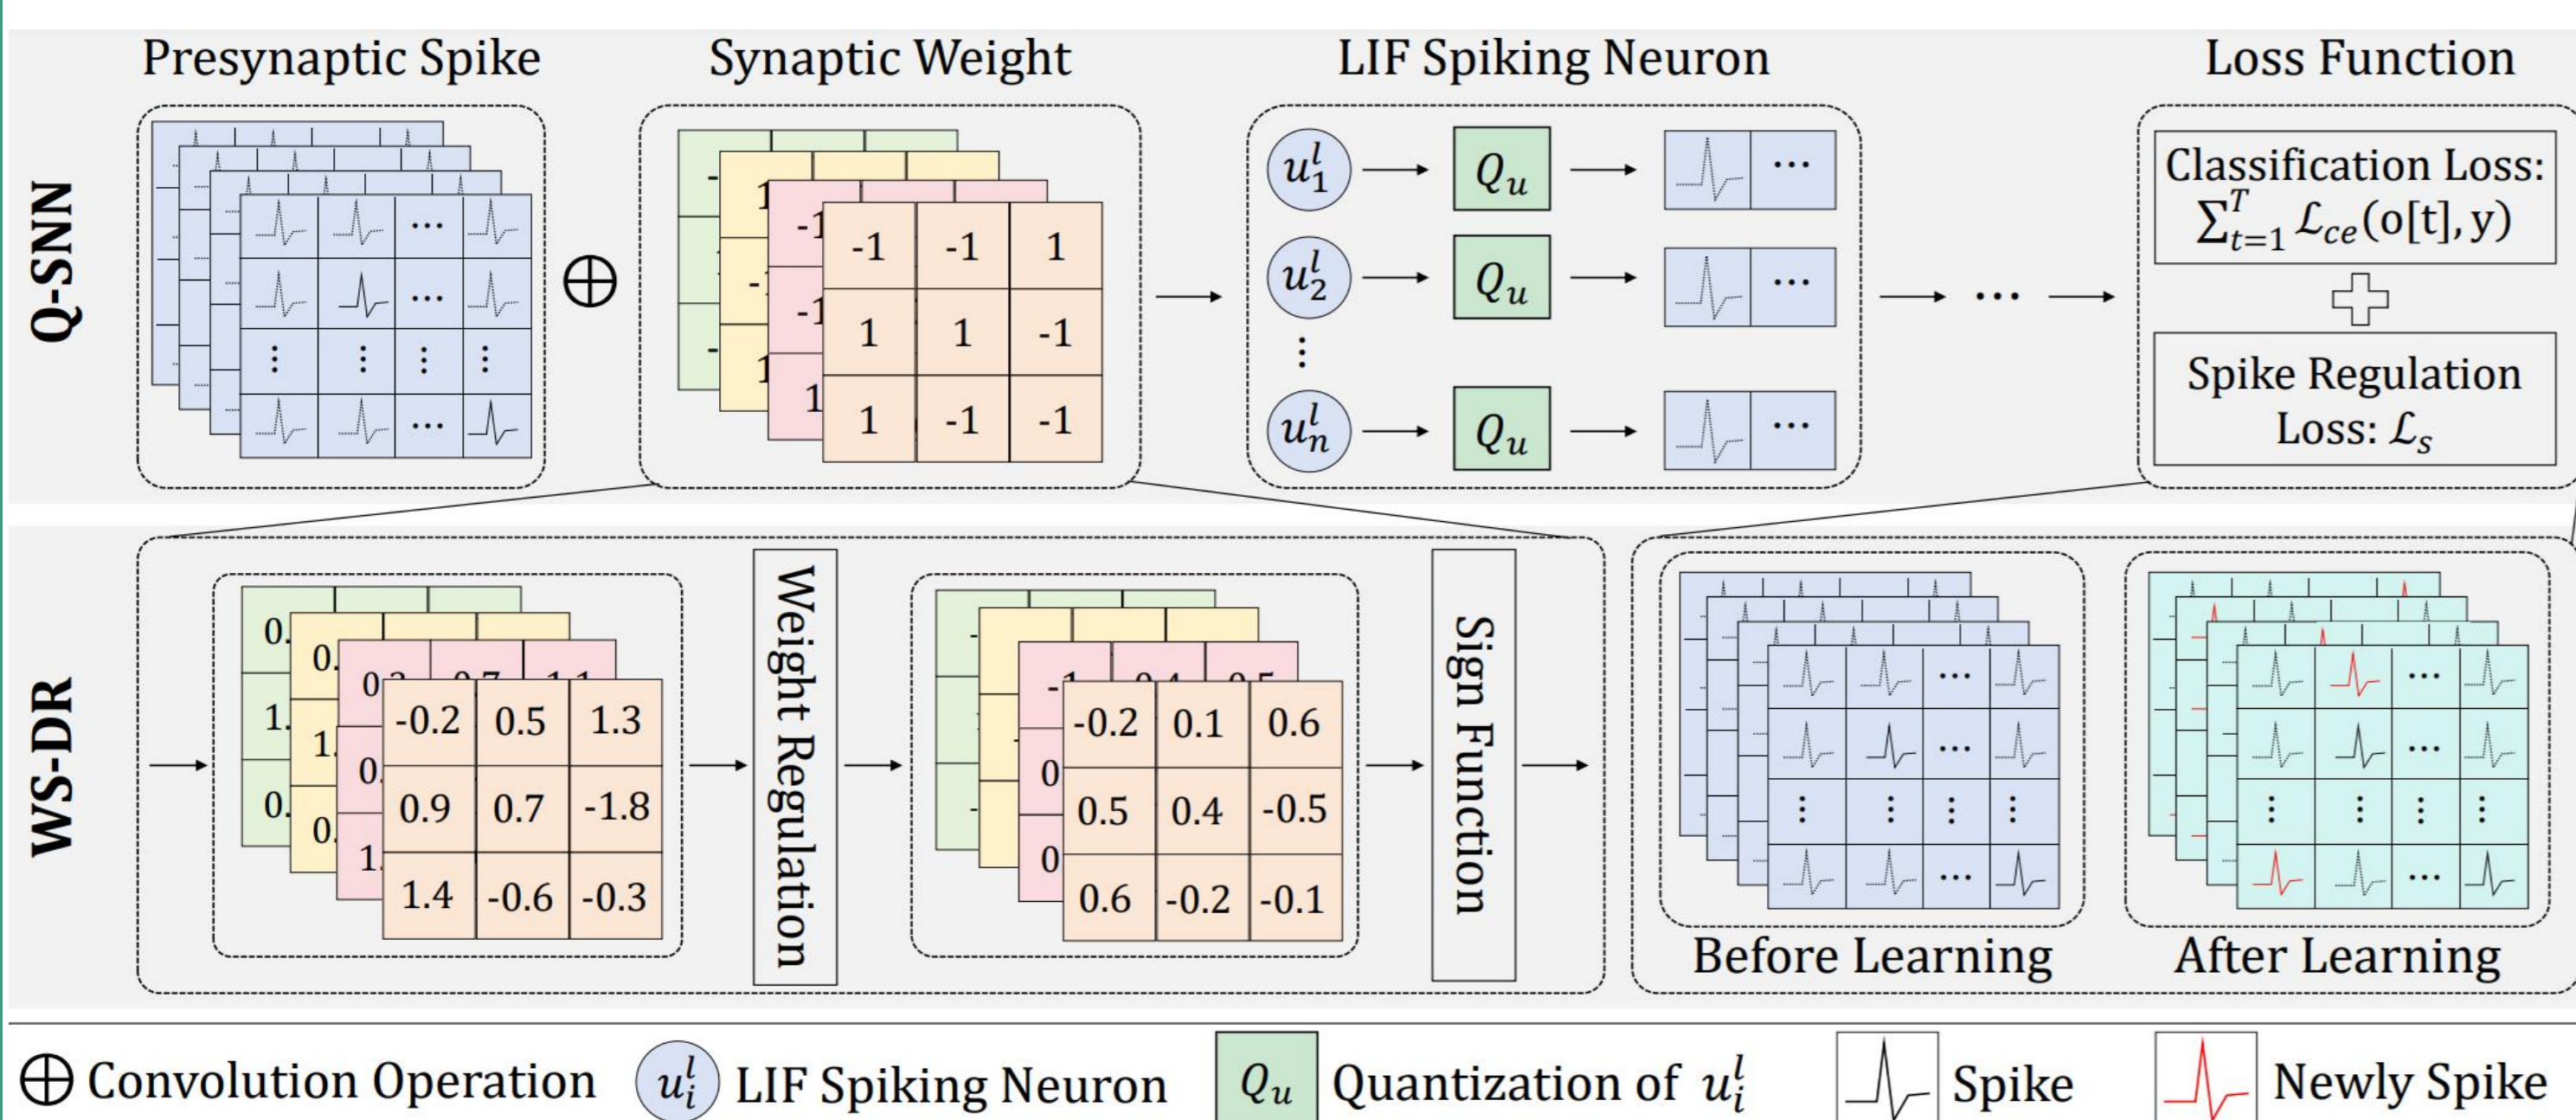 Presynaptic Spike
Synaptic Weight
LIF Spiking Neuron
Loss Function
Q-SNN
⊕
-1 -1 1
1 1 -1
1 -1 -1
u_1^l Q_u ...
u_2^l Q_u ...
⋮
u_n^l Q_u ...
...
Classification Loss:
∑_{t=1}^T ℒ_ce(o[t], y)
Spike Regulation
Loss: ℒ_s
WS-DR
-0.2 0.5 1.3
0.9 0.7 -1.8
1.4 -0.6 -0.3
Weight Regulation
-0.2 0.1 0.6
0.5 0.4 -0.5
0.6 -0.2 -0.1
Sign Function
Before Learning
After Learning
⊕ Convolution Operation
u_i^l LIF Spiking Neuron
Q_u Quantization of u_i^l
Spike
Newly Spike